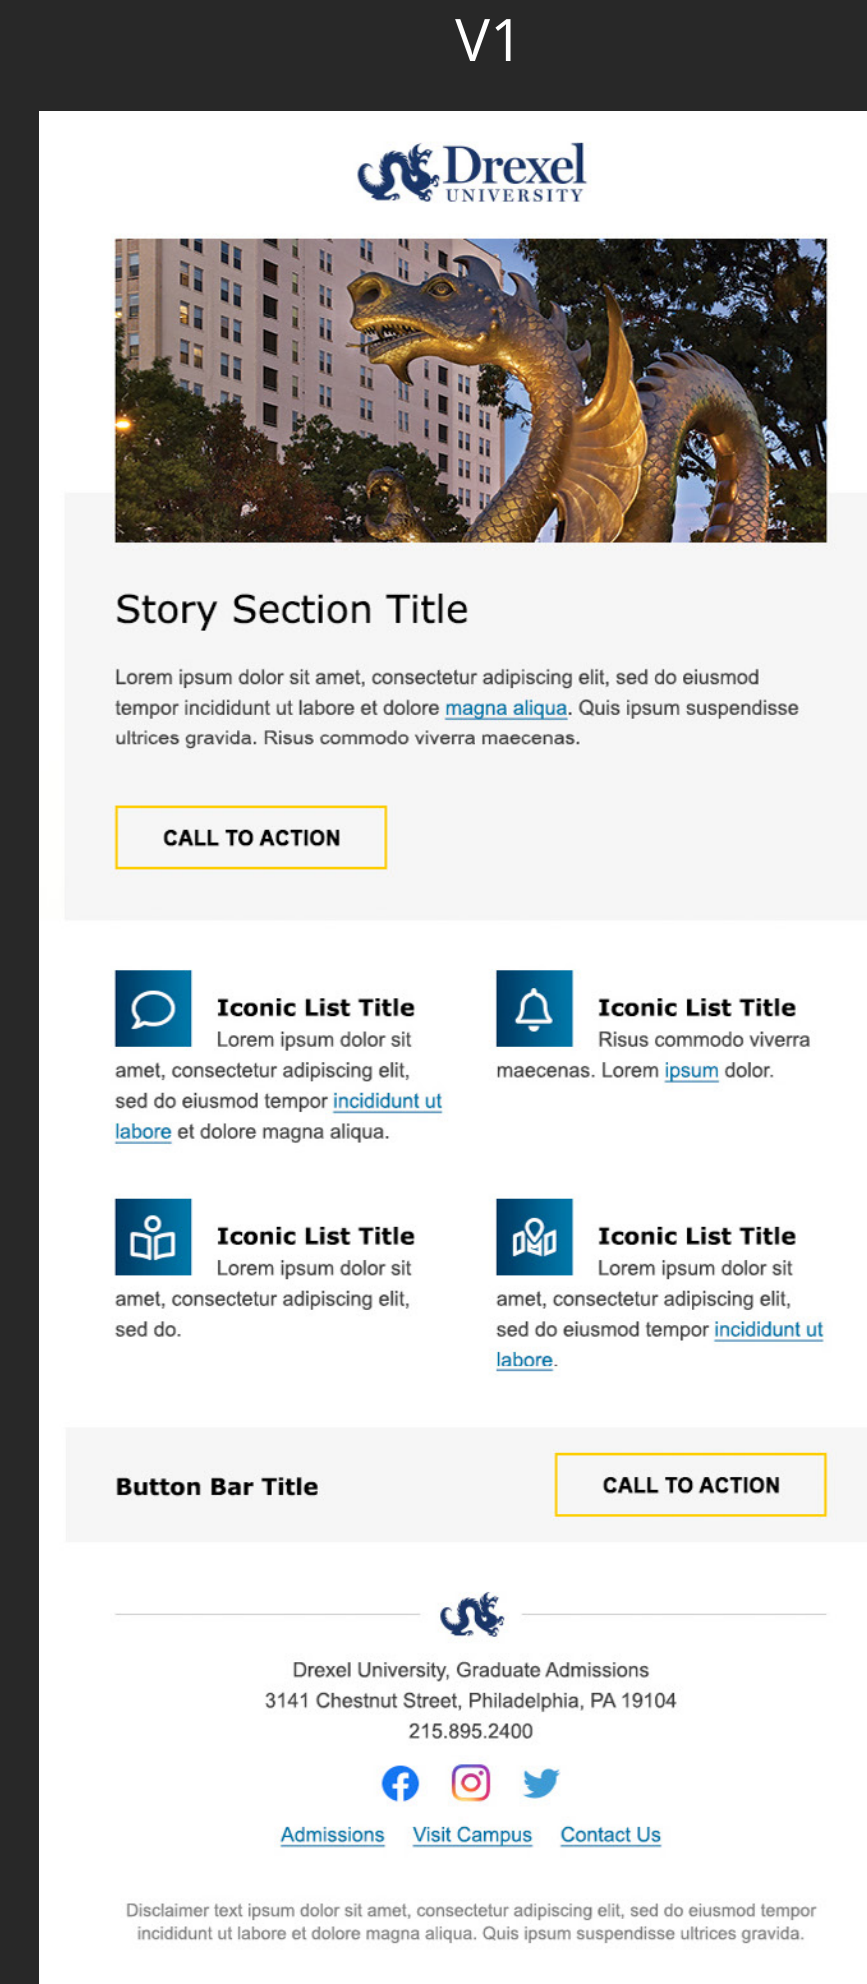 V1
Drexel
UNIVERSITY
Story Section Title
Lorem ipsum dolor sit amet, consectetur adipiscing elit, sed do eiusmod
tempor incididunt ut labore et dolore magna aliqua. Quis ipsum suspendisse
ultrices gravida. Risus commodo viverra maecenas.
CALL TO ACTION
Iconic List Title
Lorem ipsum dolor sit
amet, consectetur adipiscing elit,
sed do eiusmod tempor incididunt ut
labore et dolore magna aliqua.
Iconic List Title
Risus commodo viverra
maecenas. Lorem ipsum dolor.
Iconic List Title
Lorem ipsum dolor sit
amet, consectetur adipiscing elit,
sed do.
Iconic List Title
Lorem ipsum dolor sit
amet, consectetur adipiscing elit,
sed do eiusmod tempor incididunt ut
labore.
Button Bar Title
CALL TO ACTION
Drexel University, Graduate Admissions
3141 Chestnut Street, Philadelphia, PA 19104
215.895.2400
Admissions Visit Campus Contact Us
Disclaimer text ipsum dolor sit amet, consectetur adipiscing elit, sed do eiusmod tempor
incididunt ut labore et dolore magna aliqua. Quis ipsum suspendisse ultrices gravida.